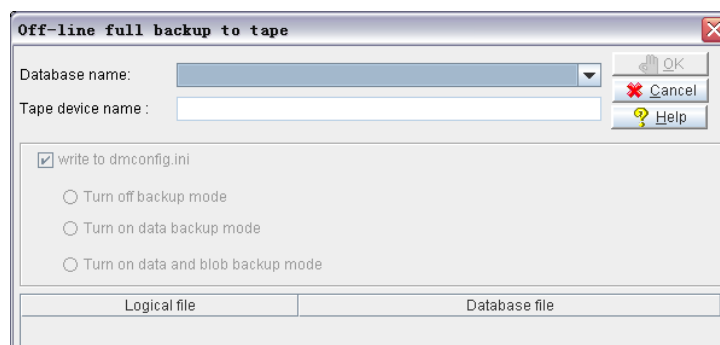 Off-line full backup to tape
Database name:
OK
Cancel
Tape device name :
Help
write to dmconfig.ini
Turn off backup mode
Turn on data backup mode
Turn on data and blob backup mode
Logical file
Database file